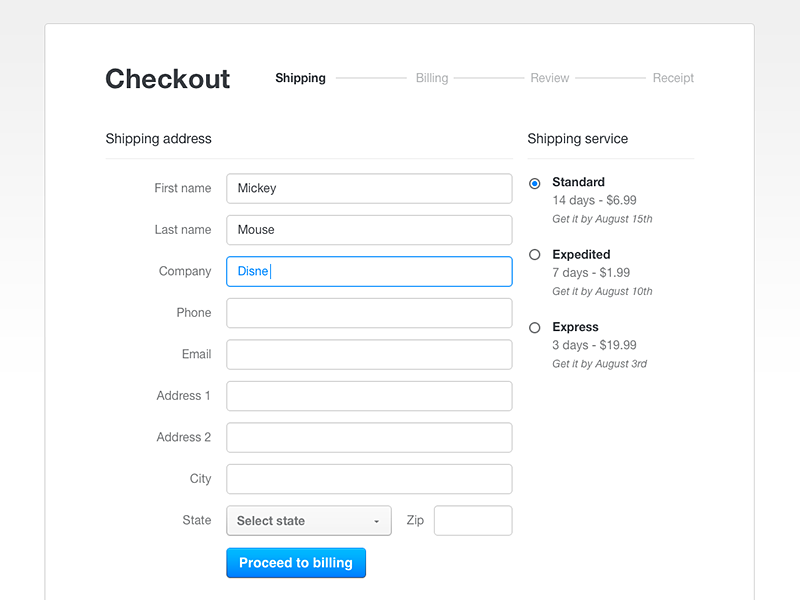 Checkout
Shipping Billing Review Receipt
Shipping address
First name Mickey
Last name Mouse
Company Disne
Phone
Email
Address 1
Address 2
City
State Select state Zip
Proceed to billing
Shipping service
Standard
14 days - $6.99
Get it by August 15th
Expedited
7 days - $1.99
Get it by August 10th
Express
3 days - $19.99
Get it by August 3rd